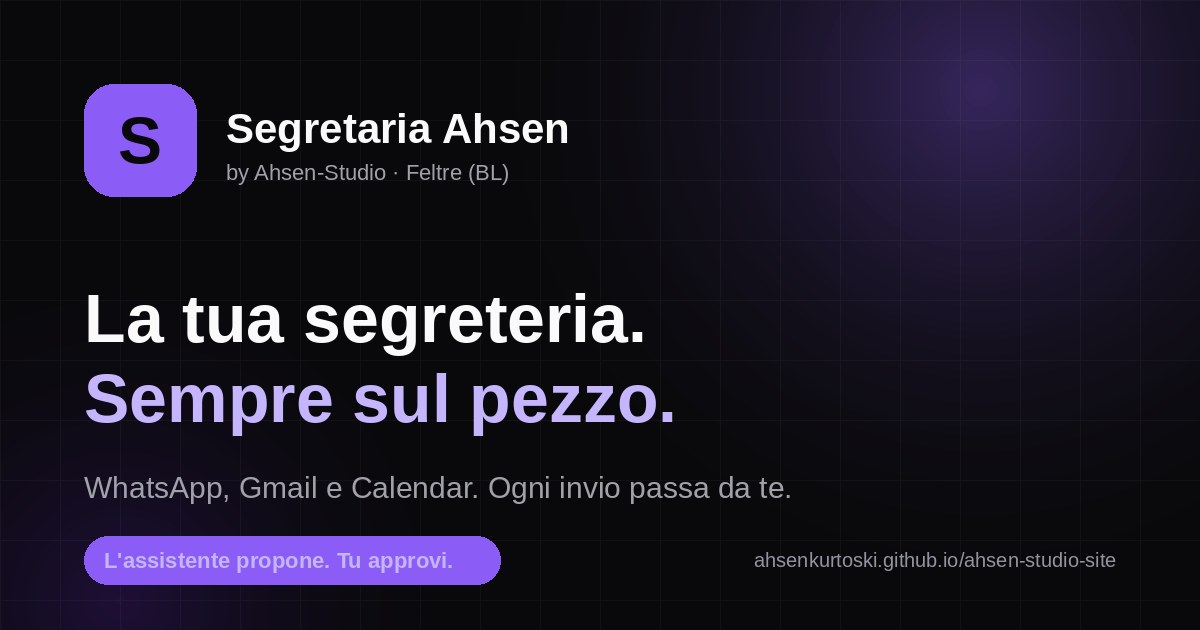 S
Segretaria Ahsen
by Ahsen-Studio · Feltre (BL)
La tua segreteria.
Sempre sul pezzo.
WhatsApp, Gmail e Calendar. Ogni invio passa da te.
L'assistente propone. Tu approvi.
ahsenkurtoski.github.io/ahsen-studio-site